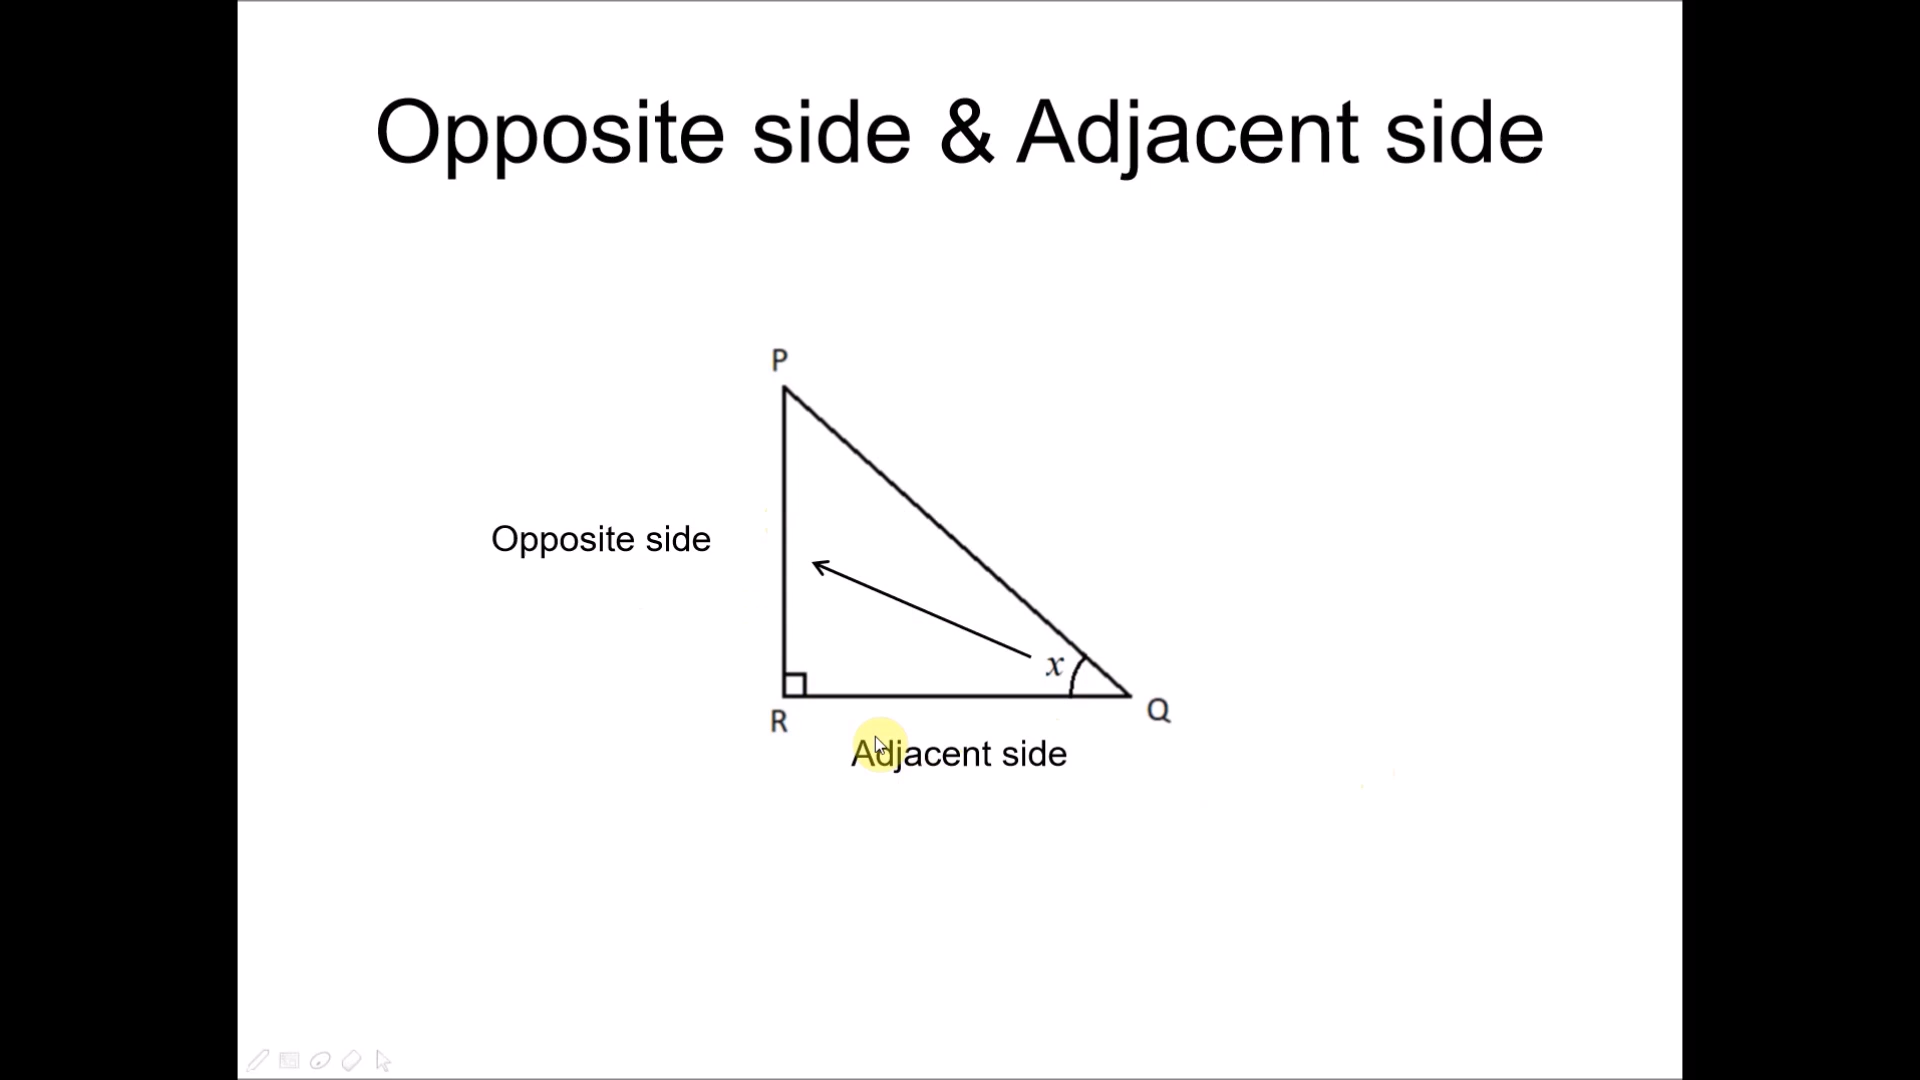 Opposite side & Adjacent side
P
Opposite side
x
R
Q
Adjacent side